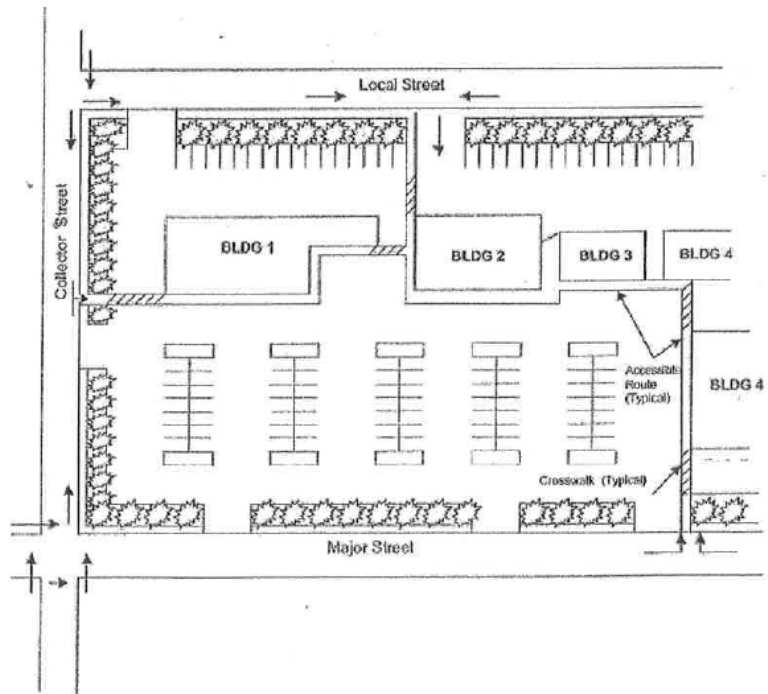 Local Street
Collector Street
BLDG 1
BLDG 2
BLDG 3
BLDG 4
Accessible
Route
(Typical)
BLDG 4
Crosswalk (Typical)
Major Street